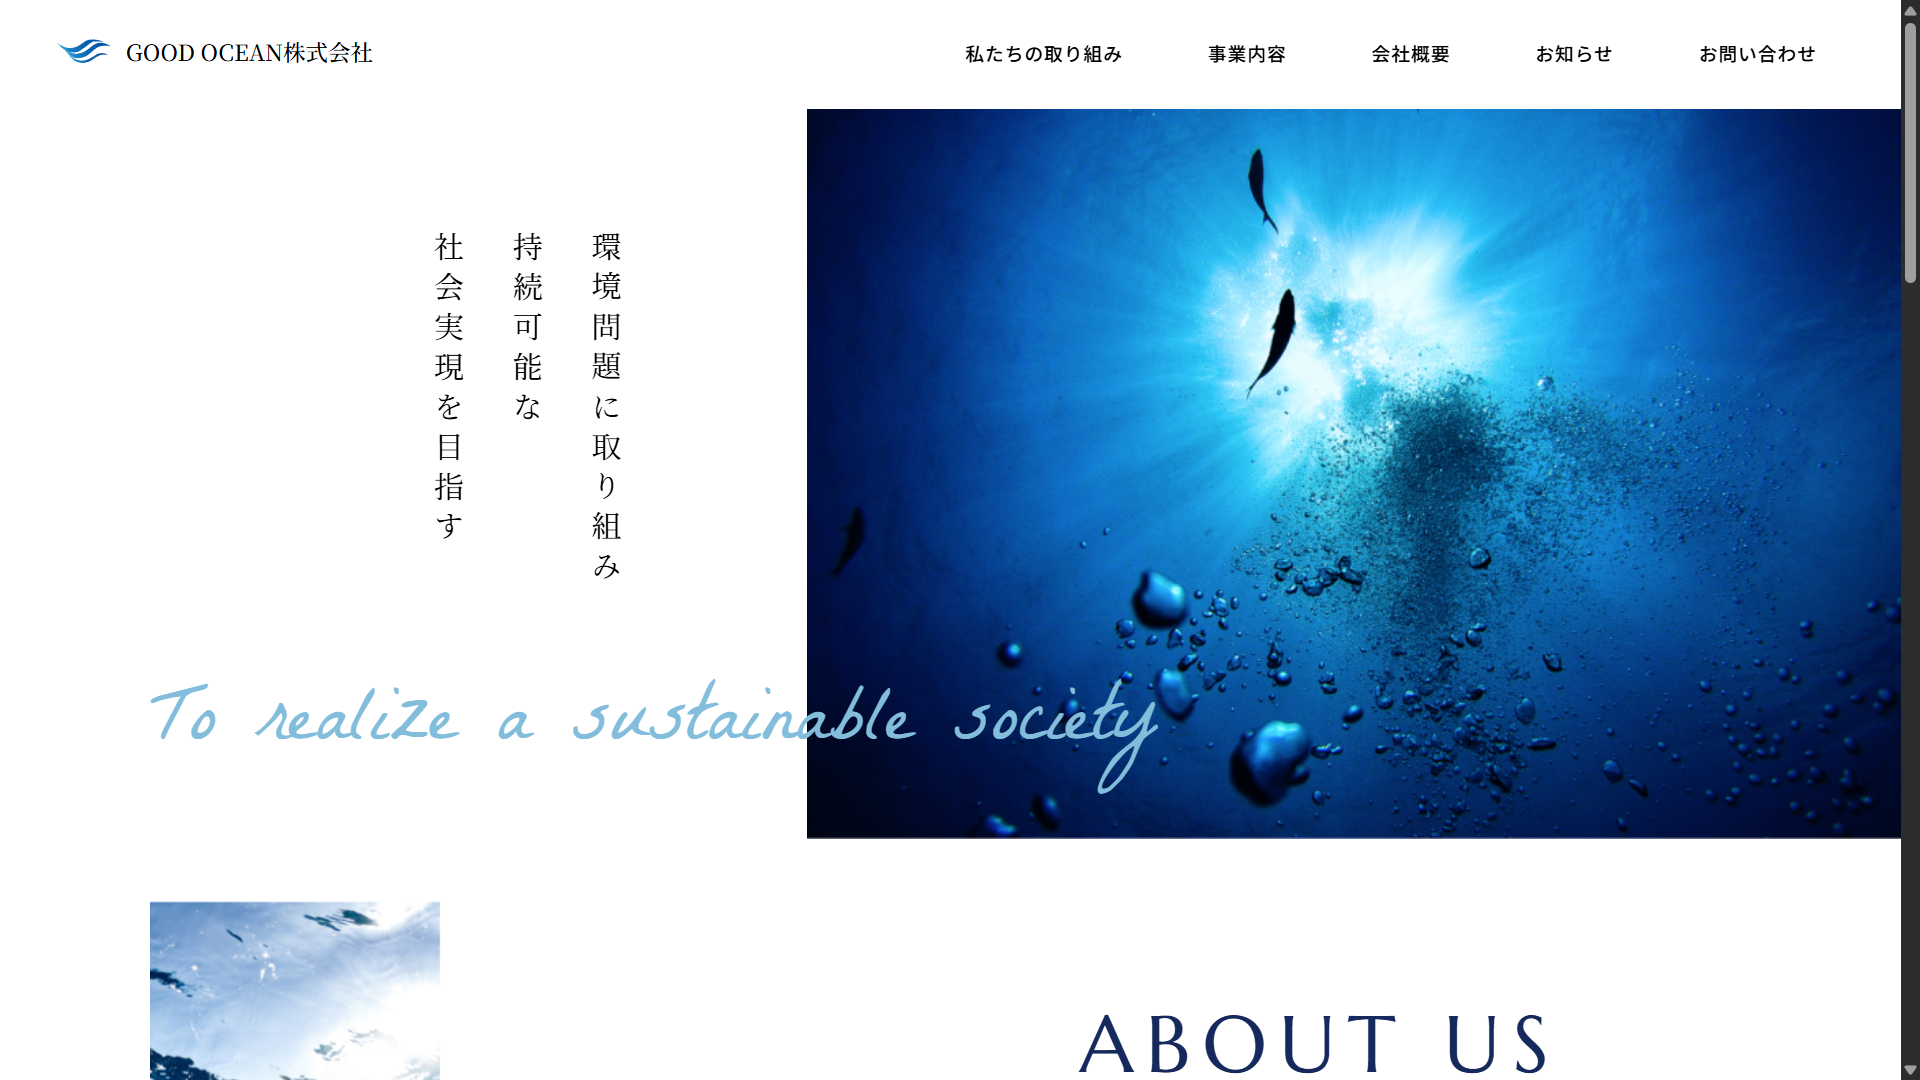 GOOD OCEAN株式会社
私たちの取り組み
事業内容
会社概要
お知らせ
お問い合わせ
環境問題に取り組み
持続可能な
社会実現を目指す
To realize a sustainable society
ABOUT US